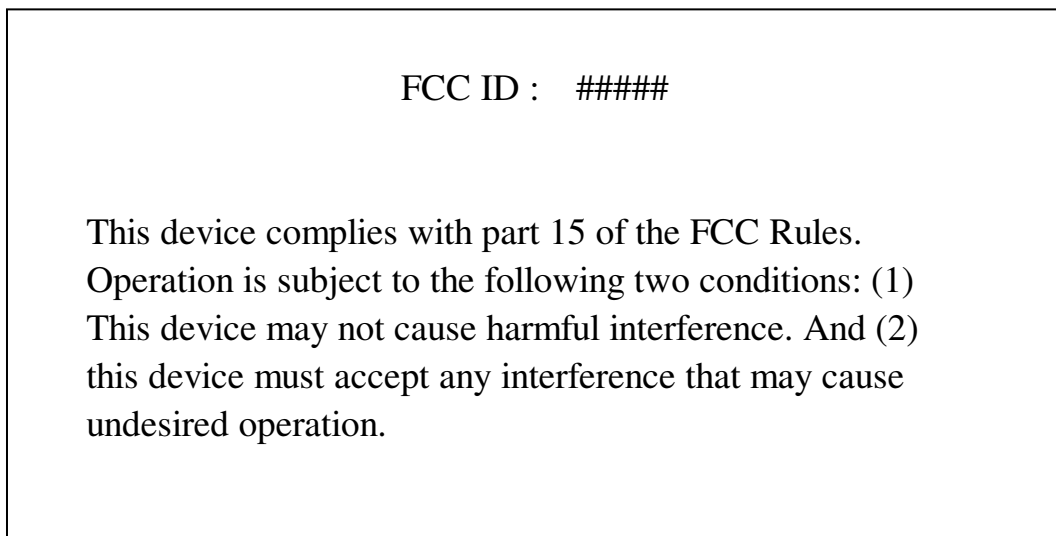 FCC ID :    #####
This device complies with part 15 of the FCC Rules.
Operation is subject to the following two conditions: (1)
This device may not cause harmful interference. And (2)
this device must accept any interference that may cause
undesired operation.